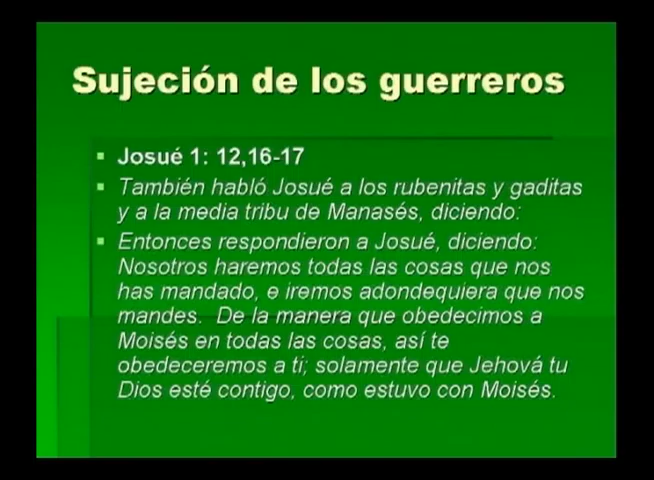 Sujeción de los guerreros
▪ Josué 1: 12,16-17
▪ También habló Josué a los rubenitas y gaditas
y a la media tribu de Manasés, diciendo:
▪ Entonces respondieron a Josué, diciendo:
Nosotros haremos todas las cosas que nos
has mandado, e iremos adondequiera que nos
mandes. De la manera que obedecimos a
Moisés en todas las cosas, así te
obedeceremos a ti; solamente que Jehová tu
Dios esté contigo, como estuvo con Moisés.